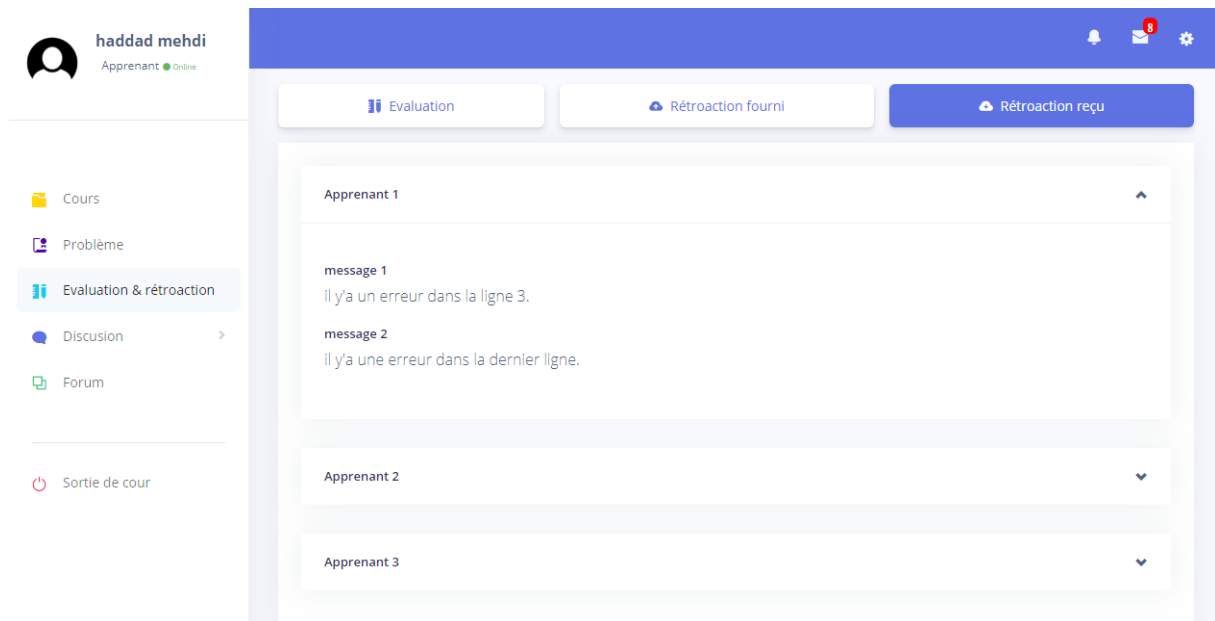 haddad mehdi
Apprenant Online
8
Cours
Problème
Evaluation & rétroaction
Discusion
Forum
Sortie de cour
Evaluation
Rétroaction fourni
Rétroaction reçu
Apprenant 1
message 1
il y'a un erreur dans la ligne 3.
message 2
il y'a une erreur dans la dernier ligne.
Apprenant 2
Apprenant 3